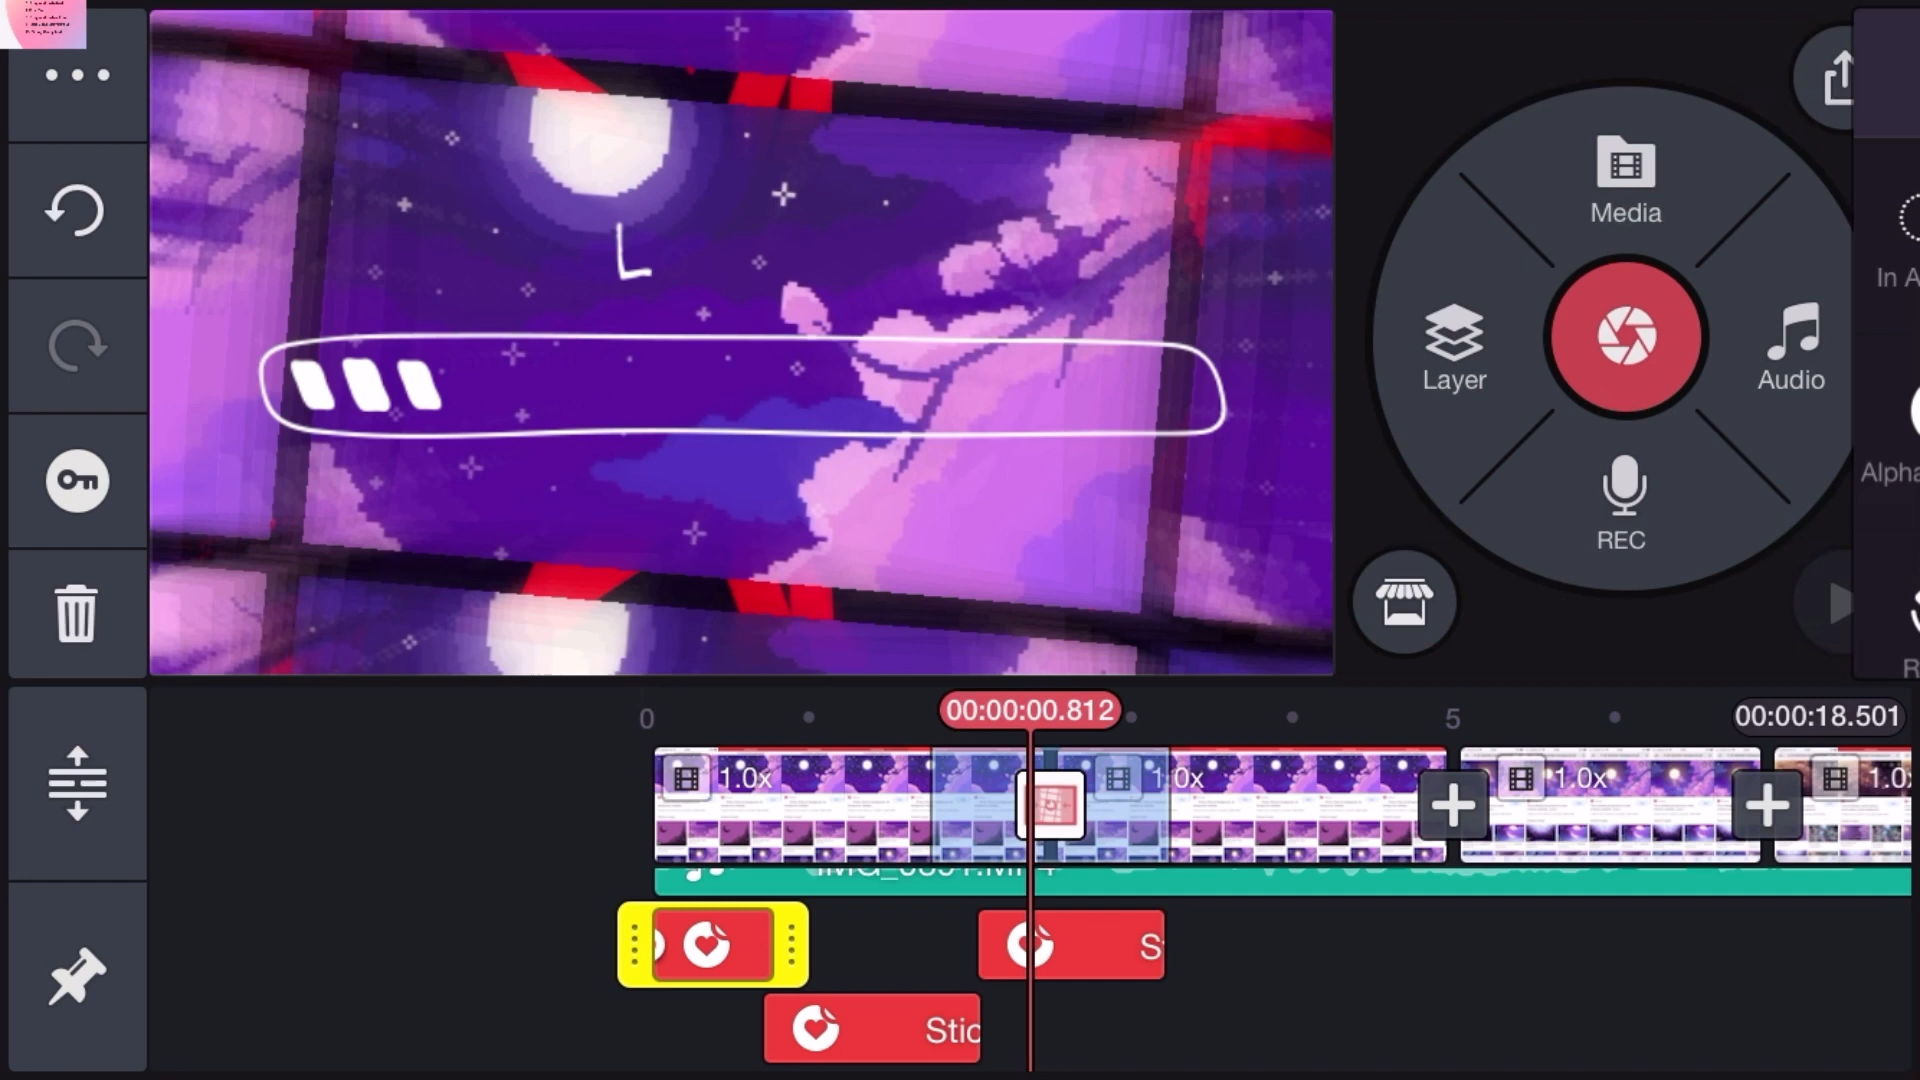 Media
Layer
Audio
REC
In A
Alpha
R
L
0
00:00:00.812
5
00:00:18.501
1.0x
1.0x
1.0x
1.0
S
Stic